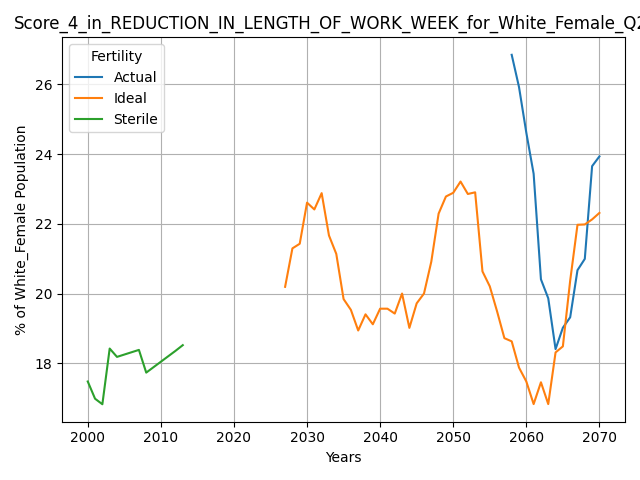 Score_4_in_REDUCTION_IN_LENGTH_OF_WORK_WEEK_for_White_Female_Q2
Fertility
Actual
Ideal
Sterile
% of White_Female Population
26
24
22
20
18
2000 2010 2020 2030 2040 2050 2060 2070
Years